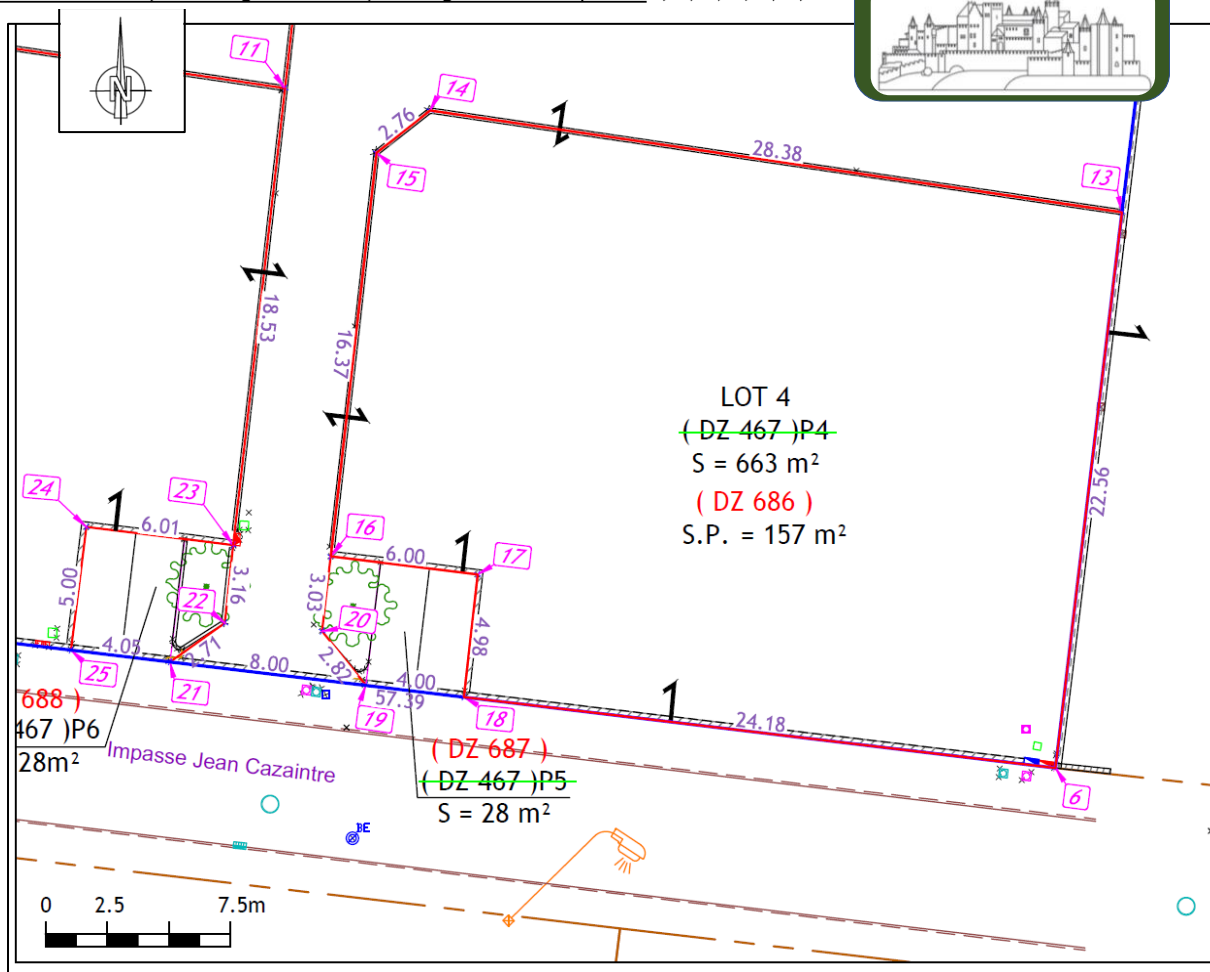 N
11
14
2.76
28.38
15
13
18.53
16.37
LOT 4
( DZ 467 )P4
S = 663 m²
( DZ 686 )
S.P. = 157 m²
22.56
24
23
6.01
16
6.00
17
5.00
3.16
3.03
22
20
4.98
4.05
2.71
8.00
2.82
4.00
57.39
25
21
19
18
24.18
6
688 )
467 )P6
28m²
Impasse Jean Cazaintre
( DZ 687 )
( DZ 467 )P5
S = 28 m²
BE
0 2.5 7.5m